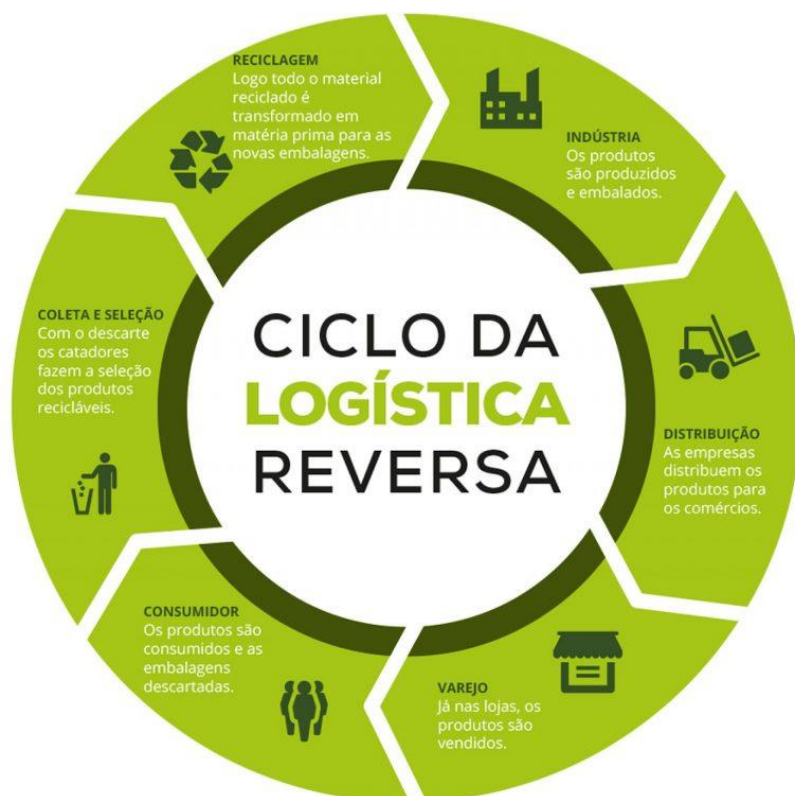 CICLO DA
LOGÍSTICA
REVERSA
INDÚSTRIA
Os produtos
são produzidos
e embalados.
DISTRIBUIÇÃO
As empresas
distribuem os
produtos para
os comércios.
VAREJO
Já nas lojas, os
produtos são
vendidos.
CONSUMIDOR
Os produtos são
consumidos e as
embalagens
descartadas.
COLETA E SELEÇÃO
Com o descarte
os catadores
fazem a seleção
dos produtos
recicláveis.
RECICLAGEM
Logo todo o material
reciclado é
transformado em
matéria prima para as
novas embalagens.